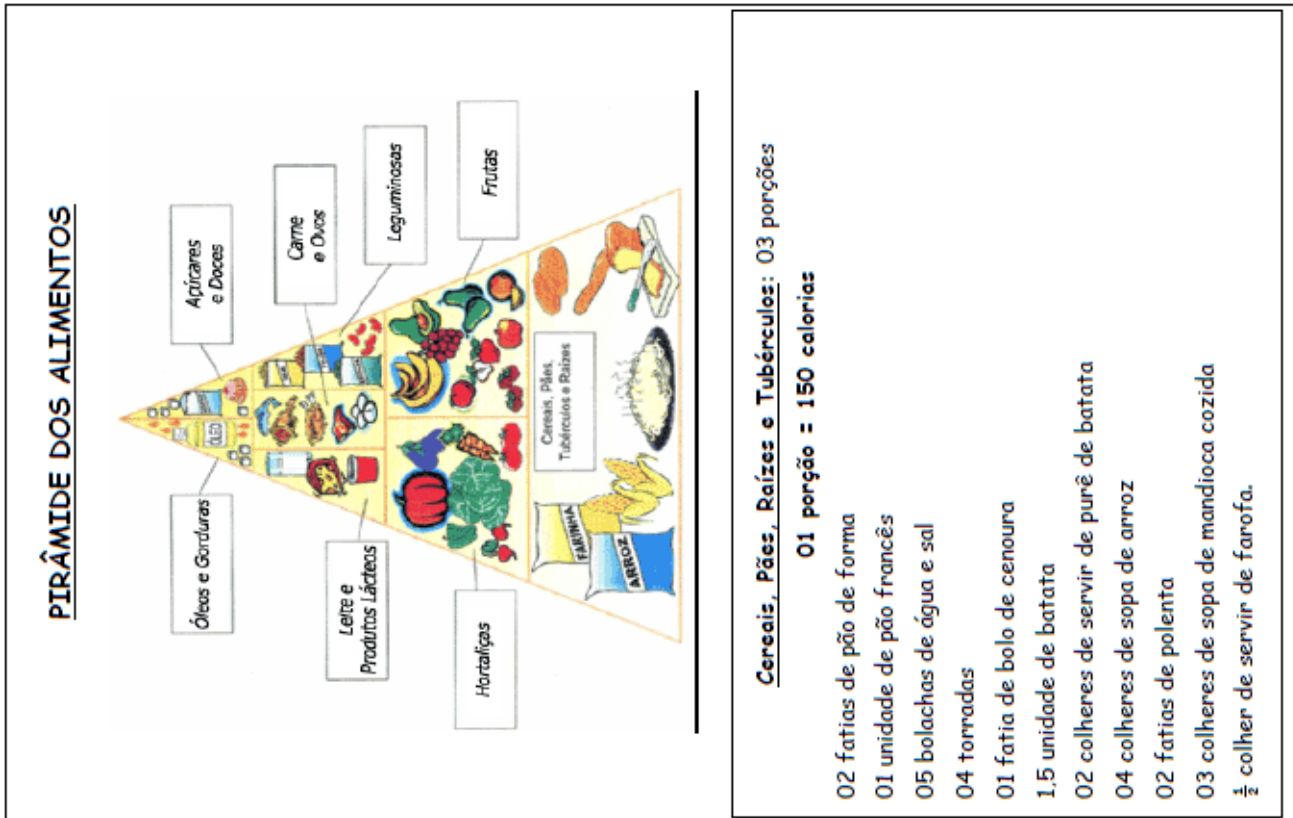 PIRÂMIDE DOS ALIMENTOS
Óleos e Gorduras
Açúcares
e Doces
Carne
e Ovos
Leite e
Produtos Lácteos
Leguminosas
Hortaliças
Frutas
ÓLEO
Cereais, Pães,
Tubérculos e Raízes
FARINHA
ARROZ
Cereais, Pães, Raízes e Tubérculos: 03 porções
01 porção = 150 calorias
02 fatias de pão de forma
01 unidade de pão francês
05 bolachas de água e sal
04 torradas
01 fatia de bolo de cenoura
1,5 unidade de batata
02 colheres de servir de purê de batata
04 colheres de sopa de arroz
02 fatias de polenta
03 colheres de sopa de mandioca cozida
½ colher de servir de farofa.